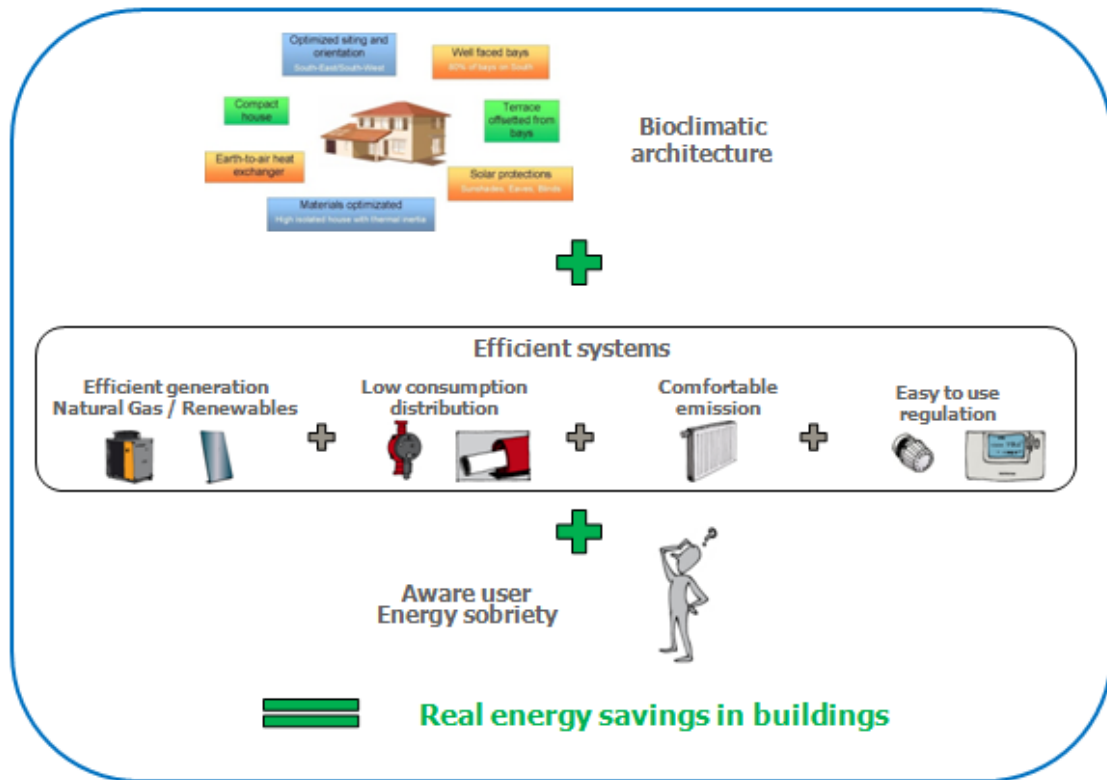 Optimized siting and
orientation
South-East/South-West
Well faced bays
60% of bays on South
Compact
house
Terrace
offsetted from
bays
Bioclimatic
architecture
Earth-to-air heat
exchanger
Solar protections
Sunshades, Eaves, Blinds
Materials optimizated
High isolated house with thermal inertia
Efficient systems
Efficient generation
Natural Gas / Renewables
Low consumption
distribution
Comfortable
emission
Easy to use
regulation
?
Aware user
Energy sobriety
Real energy savings in buildings